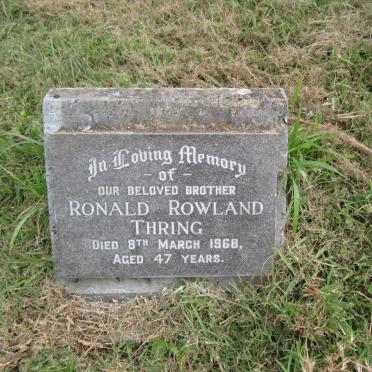 In Loving Memory
- of -
OUR BELOVED BROTHER
RONALD ROWLAND
THRING
DIED 8TH MARCH 1968,
AGED 47 YEARS.